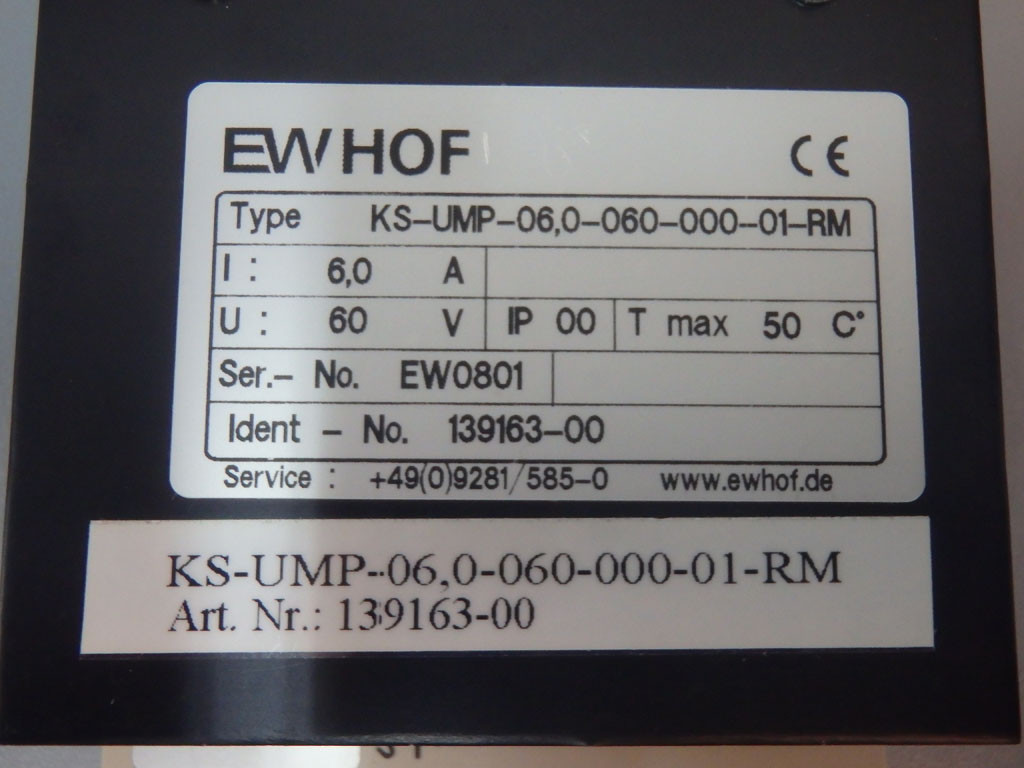 EW HOF CE
Type KS-UMP-06,0-060-000-01-RM
I : 6,0 A
U : 60 V IP 00 T max 50 C°
Ser.- No. EW0801
Ident - No. 139163-00
Service : +49(0)9281/585-0 www.ewhof.de
KS-UMP-06,0-060-000-01-RM
Art. Nr.: 139163-00